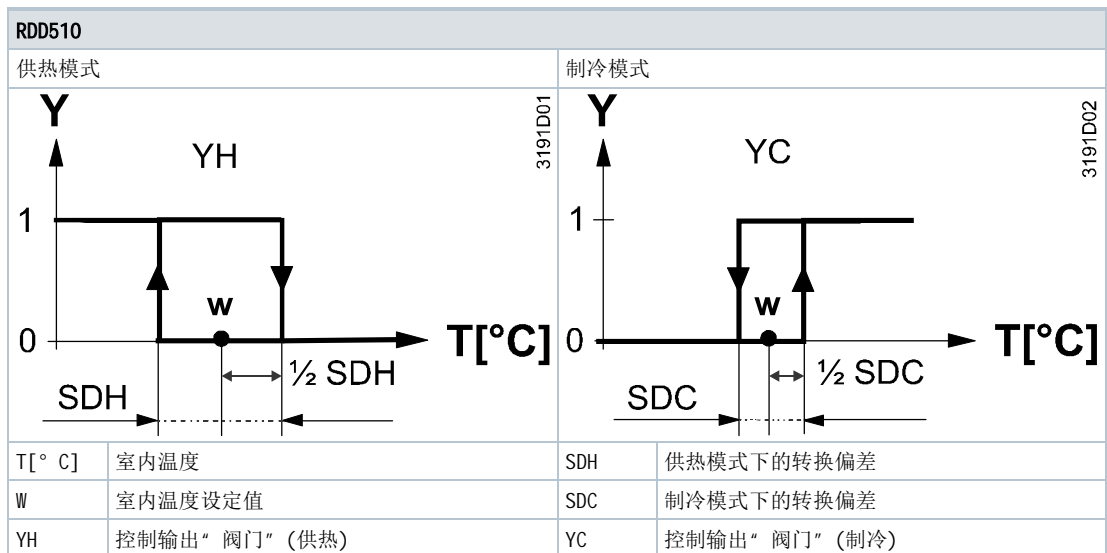 RDD510
供热模式
制冷模式
Y
YH
3191D01
1
w
0
T[°C]
½ SDH
SDH
Y
YC
3191D02
1
w
0
T[°C]
½ SDC
SDC
T[° C] 室内温度 SDH 供热模式下的转换偏差
W 室内温度设定值 SDC 制冷模式下的转换偏差
YH 控制输出“ 阀门” (供热) YC 控制输出“ 阀门” (制冷)